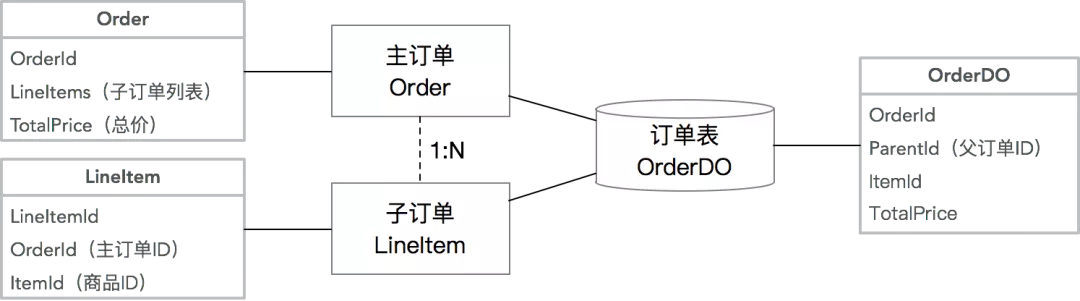 Order
OrderId
LineItems（子订单列表）
TotalPrice（总价）
LineItem
LineItemId
OrderId（主订单ID）
ItemId（商品ID）
主订单
Order
1:N
子订单
LineItem
订单表
OrderDO
OrderDO
OrderId
ParentId（父订单ID）
ItemId
TotalPrice